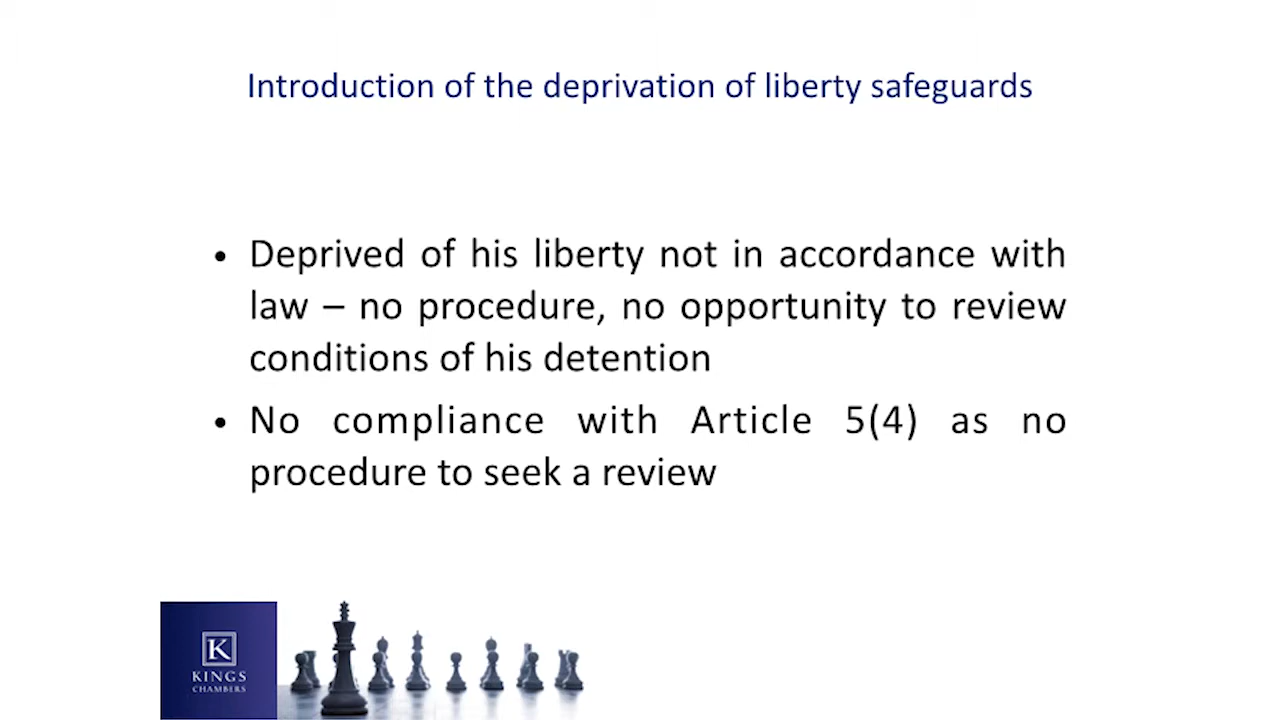 Introduction of the deprivation of liberty safeguards
• Deprived of his liberty not in accordance with
law – no procedure, no opportunity to review
conditions of his detention
• No compliance with Article 5(4) as no
procedure to seek a review
K
KINGS
CHAMBERS